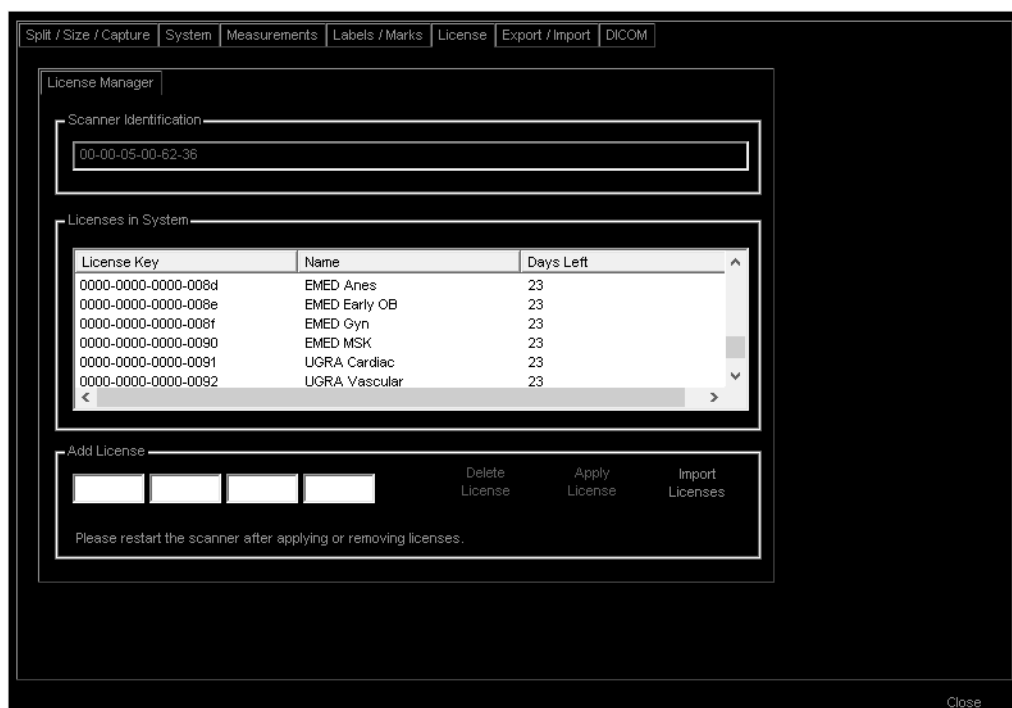 Split / Size / Capture System Measurements Labels / Marks License Export / Import DICOM
License Manager
Scanner Identification
00-00-05-00-62-36
Licenses in System
License Key Name Days Left
0000-0000-0000-008d EMED Anes 23
0000-0000-0000-008e EMED Early OB 23
0000-0000-0000-008f EMED Gyn 23
0000-0000-0000-0090 EMED MSK 23
0000-0000-0000-0091 UGRA Cardiac 23
0000-0000-0000-0092 UGRA Vascular 23
Add License
Delete Apply Import
License License Licenses
Please restart the scanner after applying or removing licenses.
Close